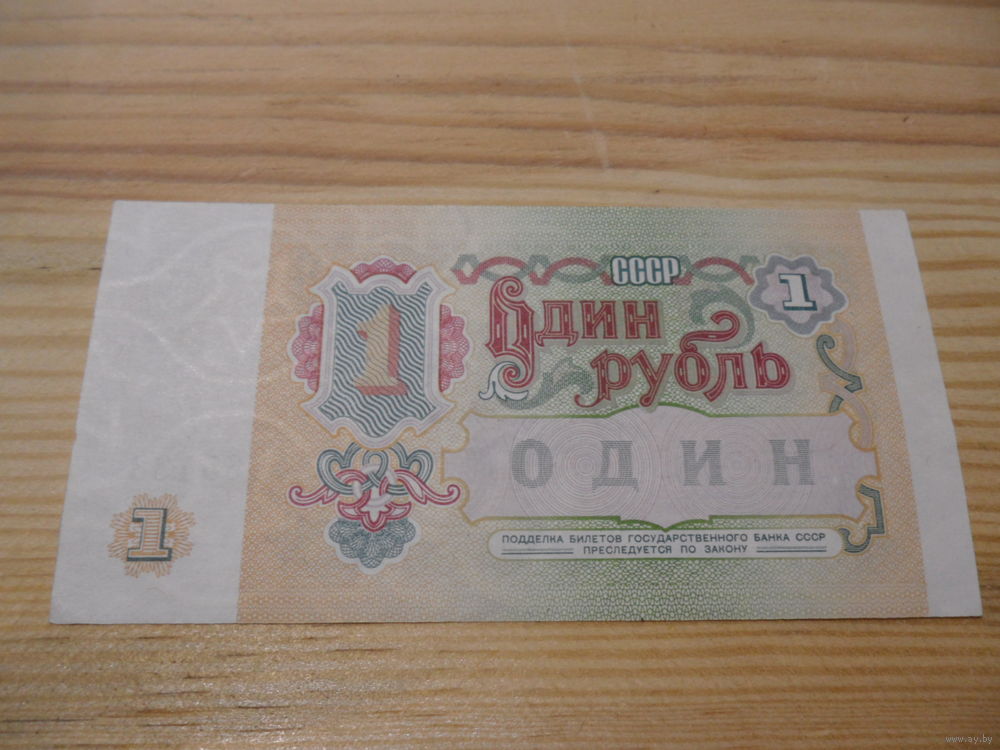 СССР
1
1
Один
рубль
ОДИН
1
ПОДДЕЛКА БИЛЕТОВ ГОСУДАРСТВЕННОГО БАНКА СССР
ПРЕСЛЕДУЕТСЯ ПО ЗАКОНУ
www.ay.by